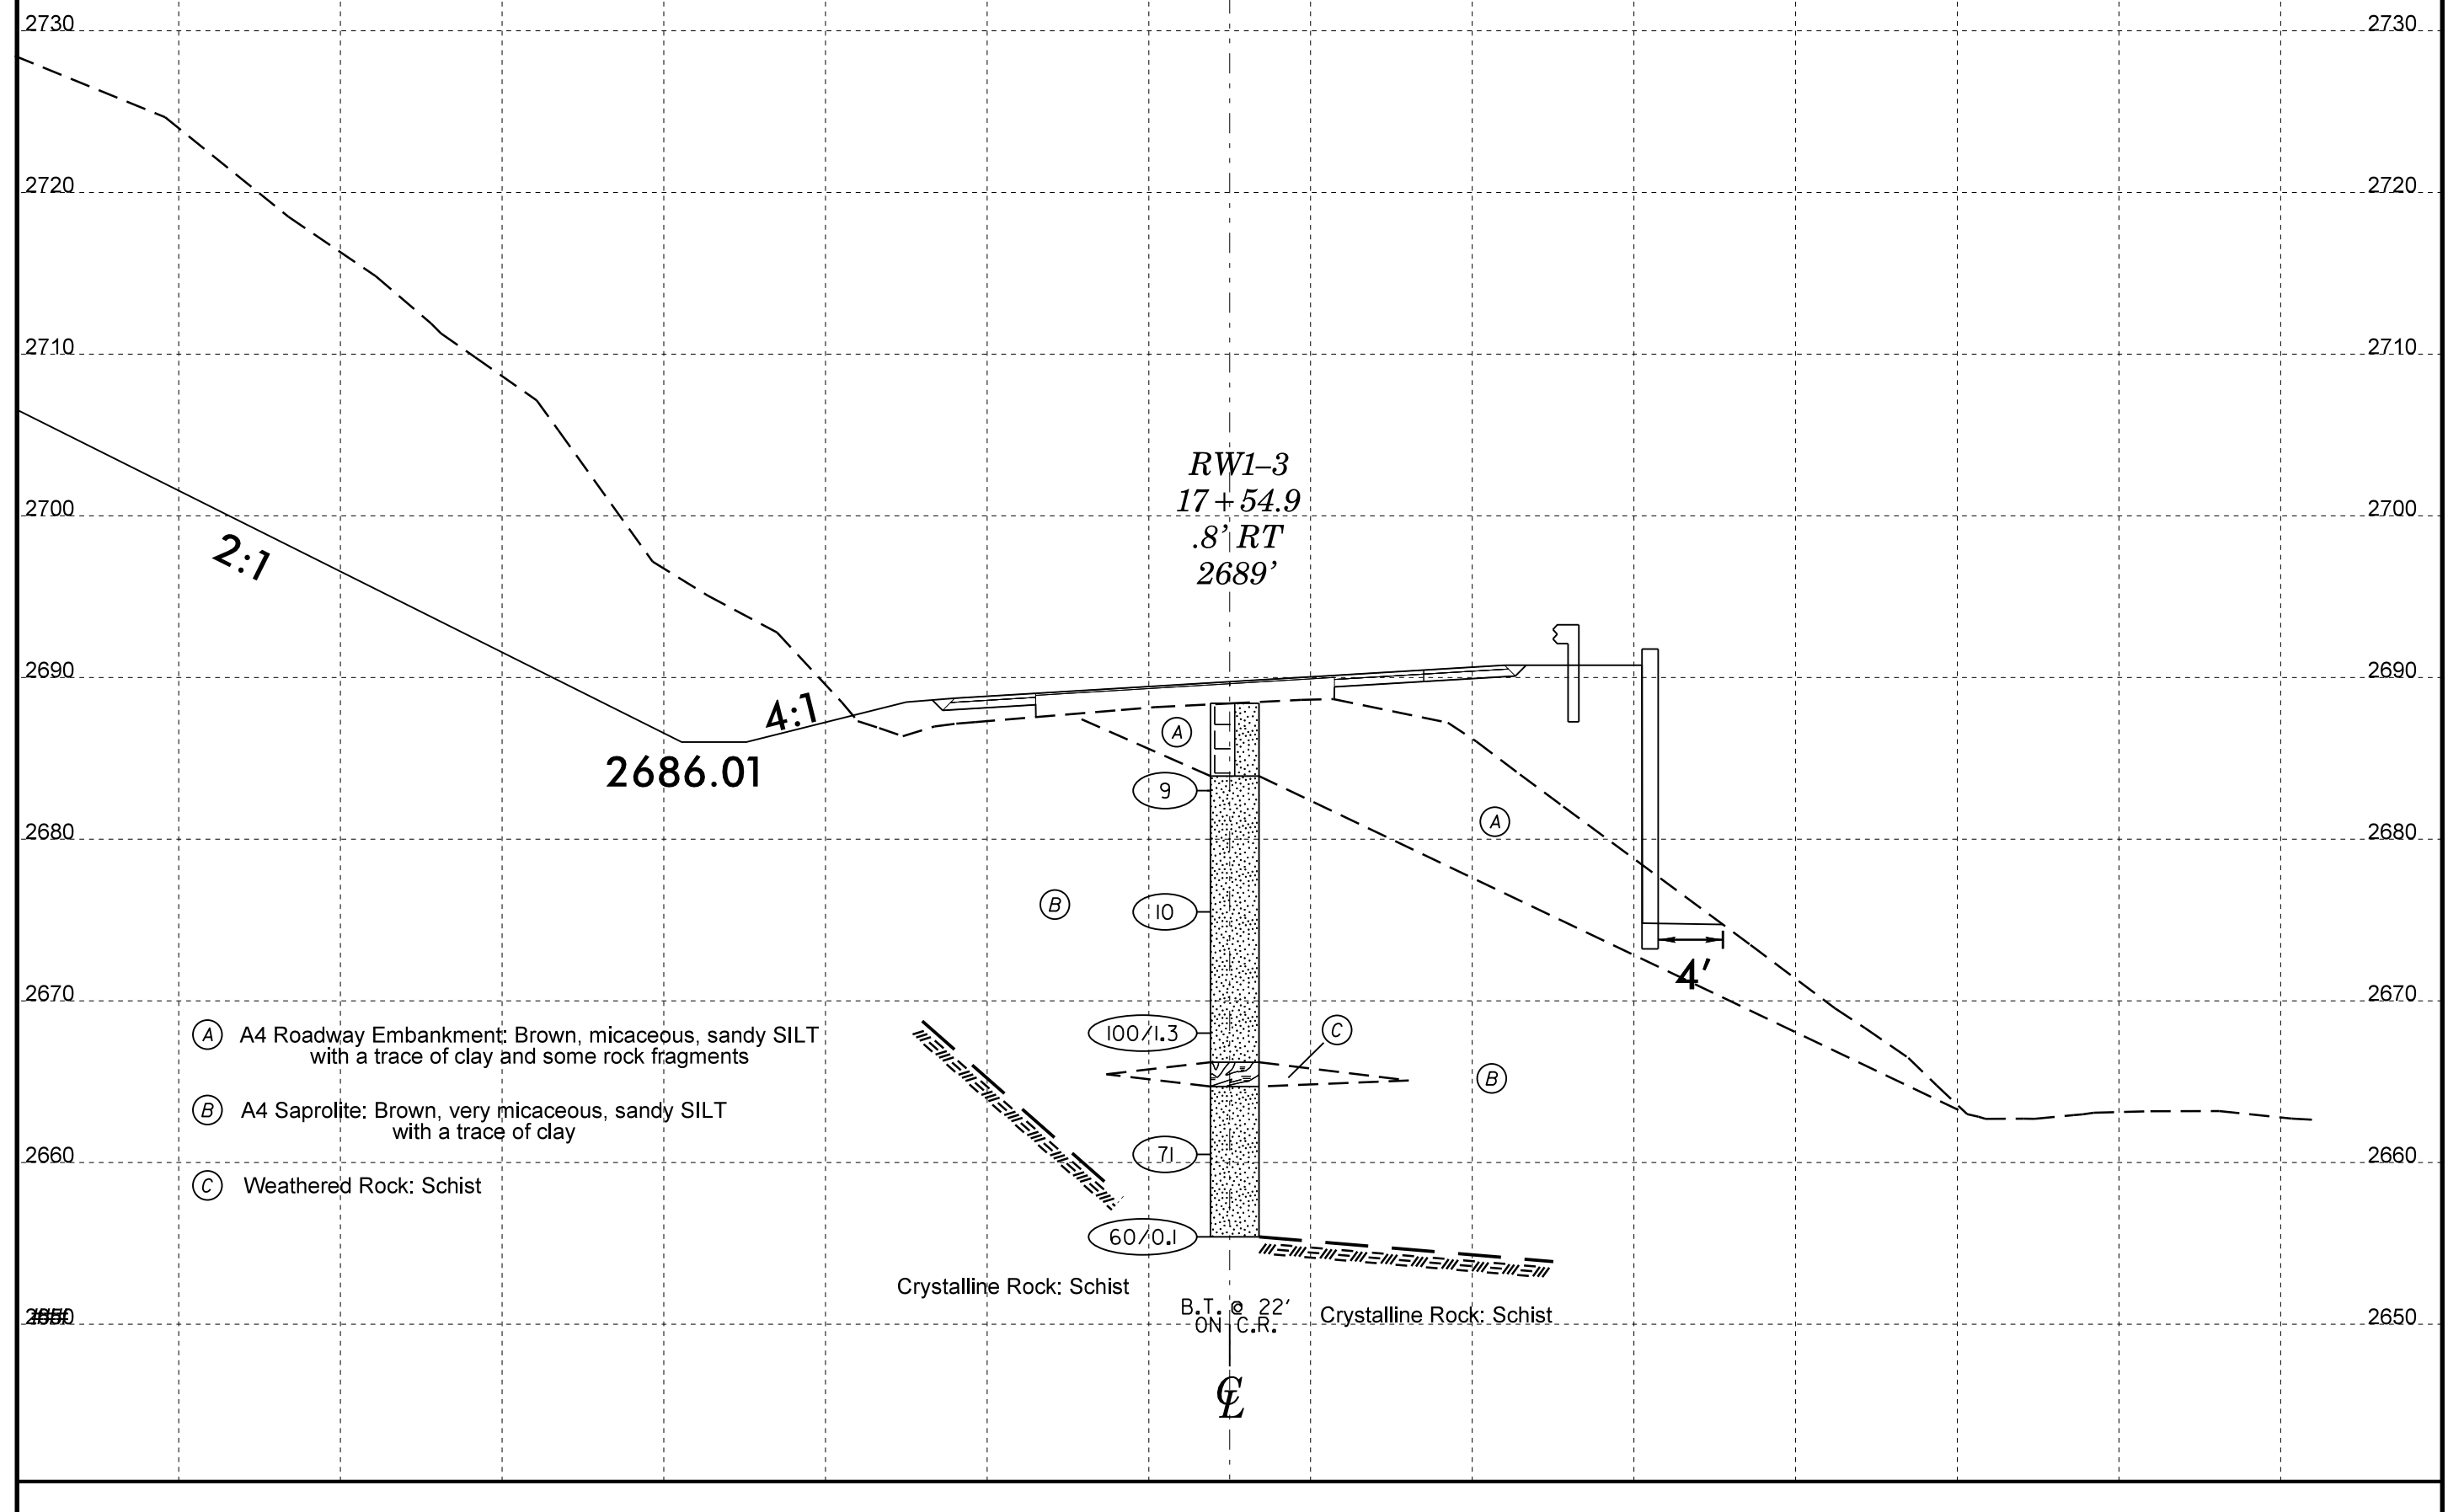 2730 2730
2720 2720
2710 2710
RW1–3
17+54.9
.8' RT
2689'
2700 2700
2:1
2690 2690
4:1
2686.01
A
9
2680 2680
A
B
10
4'
2670 2670
A A4 Roadway Embankment: Brown, micaceous, sandy SILT
with a trace of clay and some rock fragments
100/1.3
C
B
B A4 Saprolite: Brown, very micaceous, sandy SILT
with a trace of clay
2660 2660
71
C Weathered Rock: Schist
60/0.1
Crystalline Rock: Schist
B.T. @ 22'
ON C.R.
Crystalline Rock: Schist
2650
CL